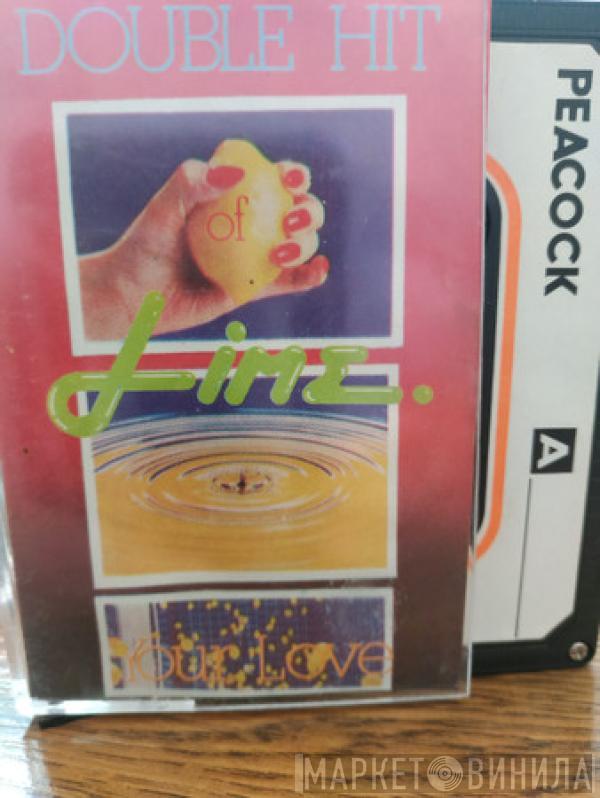 DOUBLE HIT
of
Lime.
Your Love
PEACOCK
A
МАРКЕТ ВИНИЛА